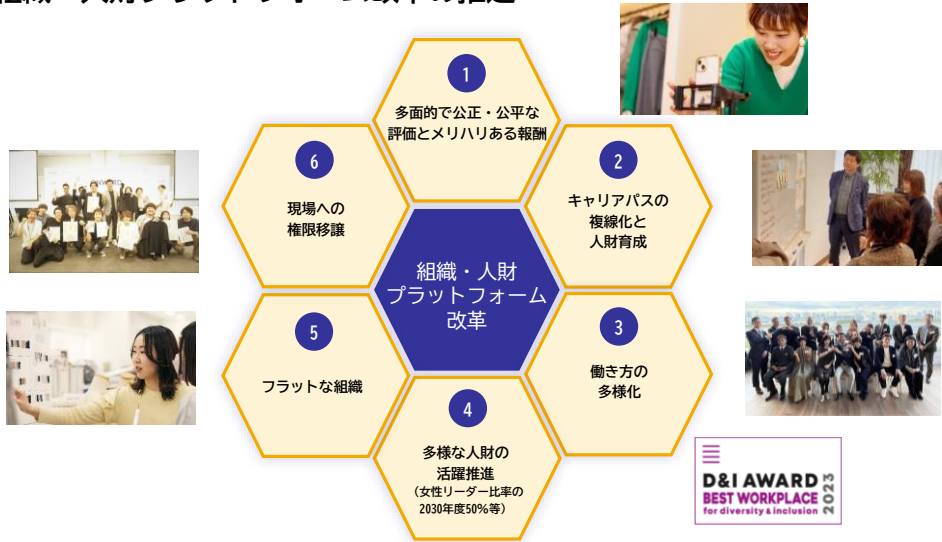 1
多面的で公正・公平な
評価とメリハリある報酬
2
キャリアパスの
複線化と
人財育成
3
働き方の
多様化
4
多様な人財の
活躍推進
（女性リーダー比率の
2030年度50%等）
5
フラットな組織
6
現場への
権限移譲
組織・人財
プラットフォーム
改革
D&I AWARD
BEST WORKPLACE
for diversity & inclusion
2023